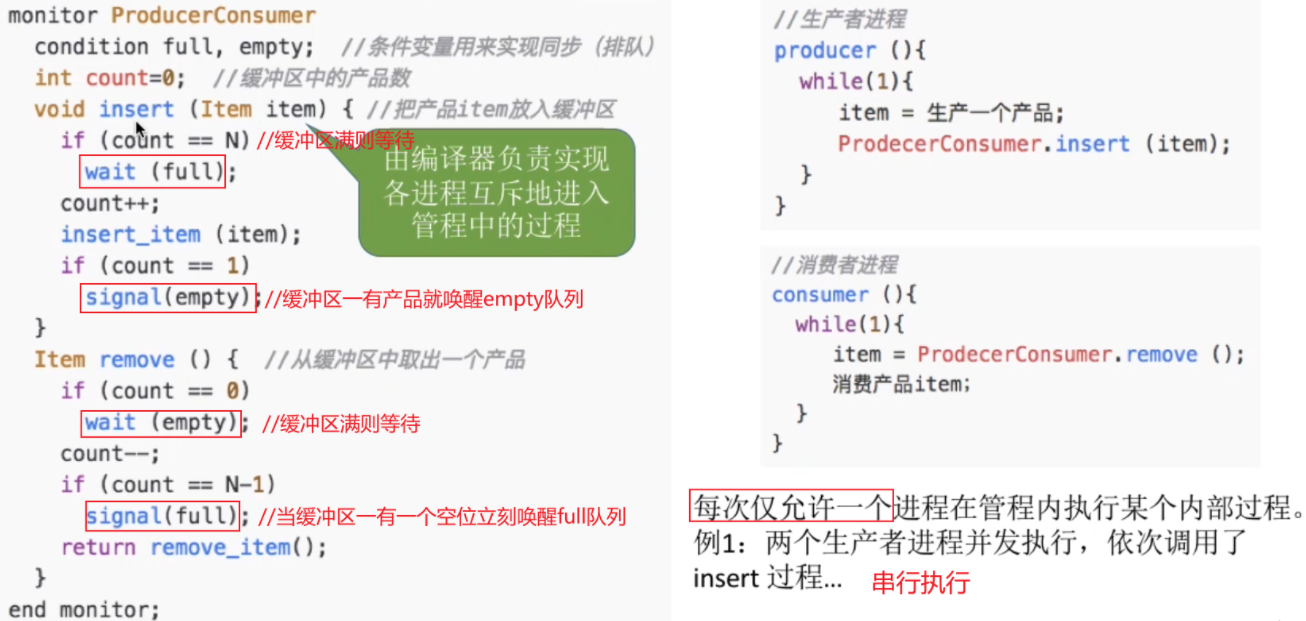 monitor ProducerConsumer
condition full, empty; //条件变量用来实现同步（排队）
int count=0; //缓冲区中的产品数
void insert (Item item) { //把产品item放入缓冲区
if (count == N) //缓冲区满则等待
wait (full);
count++;
insert_item (item);
if (count == 1)
signal(empty); //缓冲区一有产品就唤醒empty队列
}
Item remove () { //从缓冲区中取出一个产品
if (count == 0)
wait (empty); //缓冲区满则等待
count--;
if (count == N-1)
signal(full); //当缓冲区一有一个空位立刻唤醒full队列
return remove_item();
}
end monitor;
由编译器负责实现
各进程互斥地进入
管程中的过程
//生产者进程
producer (){
while(1){
item = 生产一个产品;
ProdecerConsumer.insert (item);
}
}
//消费者进程
consumer (){
while(1){
item = ProdecerConsumer.remove ();
消费产品item;
}
}
每次仅允许一个进程在管程内执行某个内部过程。
例1：两个生产者进程并发执行，依次调用了
insert 过程... 串行执行